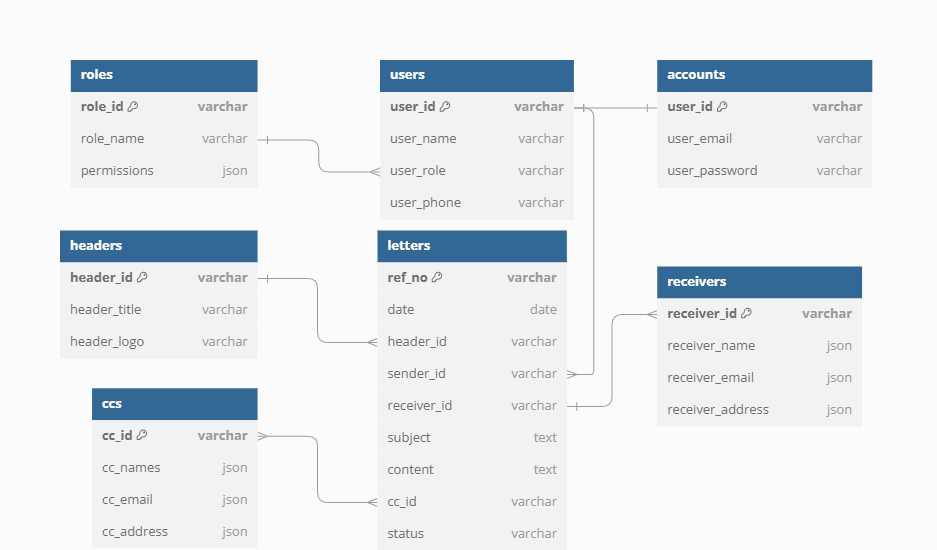 roles
role_id varchar
role_name varchar
permissions json
users
user_id varchar
user_name varchar
user_role varchar
user_phone varchar
accounts
user_id varchar
user_email varchar
user_password varchar
headers
header_id varchar
header_title varchar
header_logo varchar
letters
ref_no varchar
date date
header_id varchar
sender_id varchar
receiver_id varchar
subject text
content text
cc_id varchar
status varchar
receivers
receiver_id varchar
receiver_name json
receiver_email json
receiver_address json
ccs
cc_id varchar
cc_names json
cc_email json
cc_address json